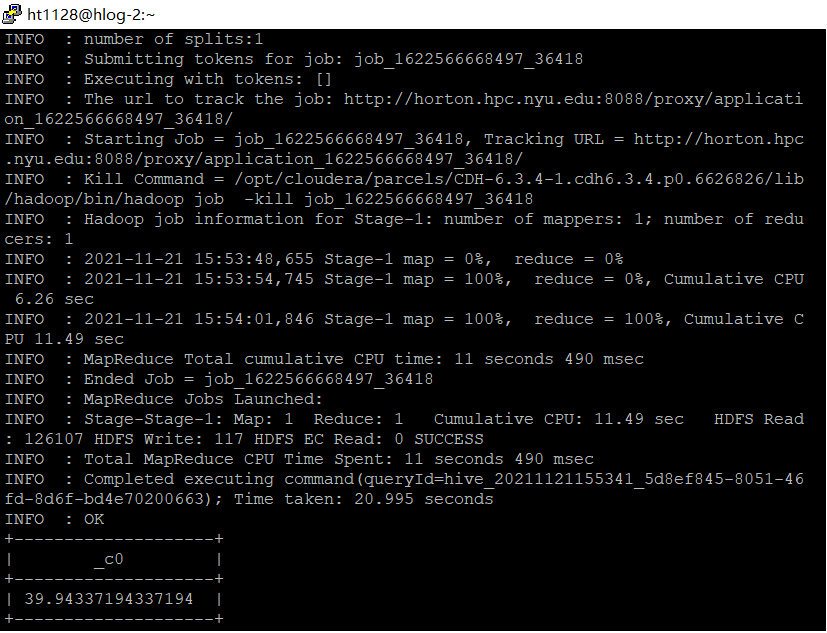 ht1128@hlog-2:~
INFO  : number of splits:1
INFO  : Submitting tokens for job: job_1622566668497_36418
INFO  : Executing with tokens: []
INFO  : The url to track the job: http://horton.hpc.nyu.edu:8088/proxy/applicati
on_1622566668497_36418/
INFO  : Starting Job = job_1622566668497_36418, Tracking URL = http://horton.hpc
.nyu.edu:8088/proxy/application_1622566668497_36418/
INFO  : Kill Command = /opt/cloudera/parcels/CDH-6.3.4-1.cdh6.3.4.p0.6626826/lib
/hadoop/bin/hadoop job  -kill job_1622566668497_36418
INFO  : Hadoop job information for Stage-1: number of mappers: 1; number of redu
cers: 1
INFO  : 2021-11-21 15:53:48,655 Stage-1 map = 0%,  reduce = 0%
INFO  : 2021-11-21 15:53:54,745 Stage-1 map = 100%,  reduce = 0%, Cumulative CPU
 6.26 sec
INFO  : 2021-11-21 15:54:01,846 Stage-1 map = 100%,  reduce = 100%, Cumulative C
PU 11.49 sec
INFO  : MapReduce Total cumulative CPU time: 11 seconds 490 msec
INFO  : Ended Job = job_1622566668497_36418
INFO  : MapReduce Jobs Launched:
INFO  : Stage-Stage-1: Map: 1  Reduce: 1   Cumulative CPU: 11.49 sec   HDFS Read
: 126107 HDFS Write: 117 HDFS EC Read: 0 SUCCESS
INFO  : Total MapReduce CPU Time Spent: 11 seconds 490 msec
INFO  : Completed executing command(queryId=hive_20211121155341_5d8ef845-8051-46
fd-8d6f-bd4e70200663); Time taken: 20.995 seconds
INFO  : OK
+--------------------+
|        _c0         |
+--------------------+
| 39.94337194337194  |
+--------------------+